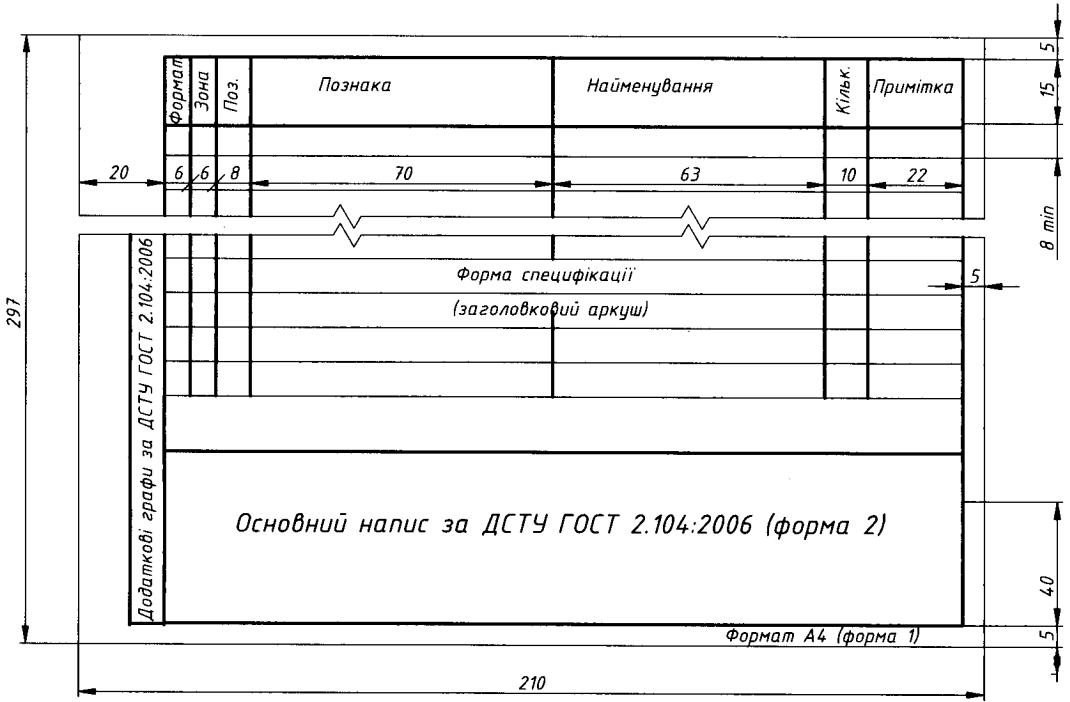 5
Формат
Зона
Поз.
Познака
Найменування
Кільк.
Примітка
15
20
6
6
8
70
63
10
22
8 min
297
Форма специфікації
(заголовковий аркуш)
5
Додаткові графи за ДСТУ ГОСТ 2.104:2006
Основний напис за ДСТУ ГОСТ 2.104:2006 (форма 2)
40
Формат А4 (форма 1)
5
210